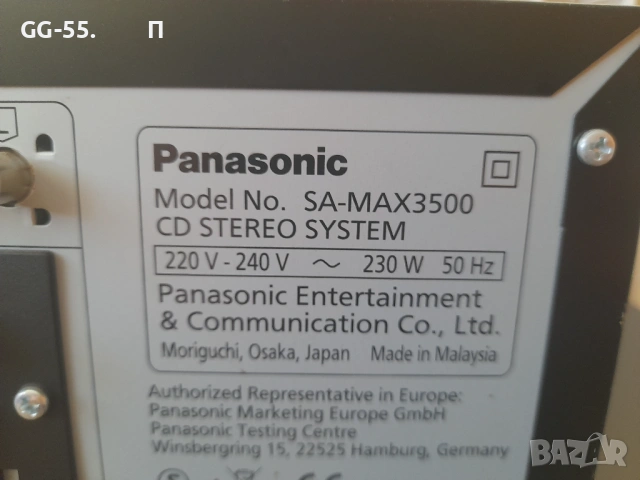 GG-55. П
Panasonic
Model No. SA-MAX3500
CD STEREO SYSTEM
220 V - 240 V ～ 230 W 50 Hz
Panasonic Entertainment
& Communication Co., Ltd.
Moriguchi, Osaka, Japan Made in Malaysia
Authorized Representative in Europe:
Panasonic Marketing Europe GmbH
Panasonic Testing Centre
Winsbergring 15, 22525 Hamburg, Germany
BAZAR